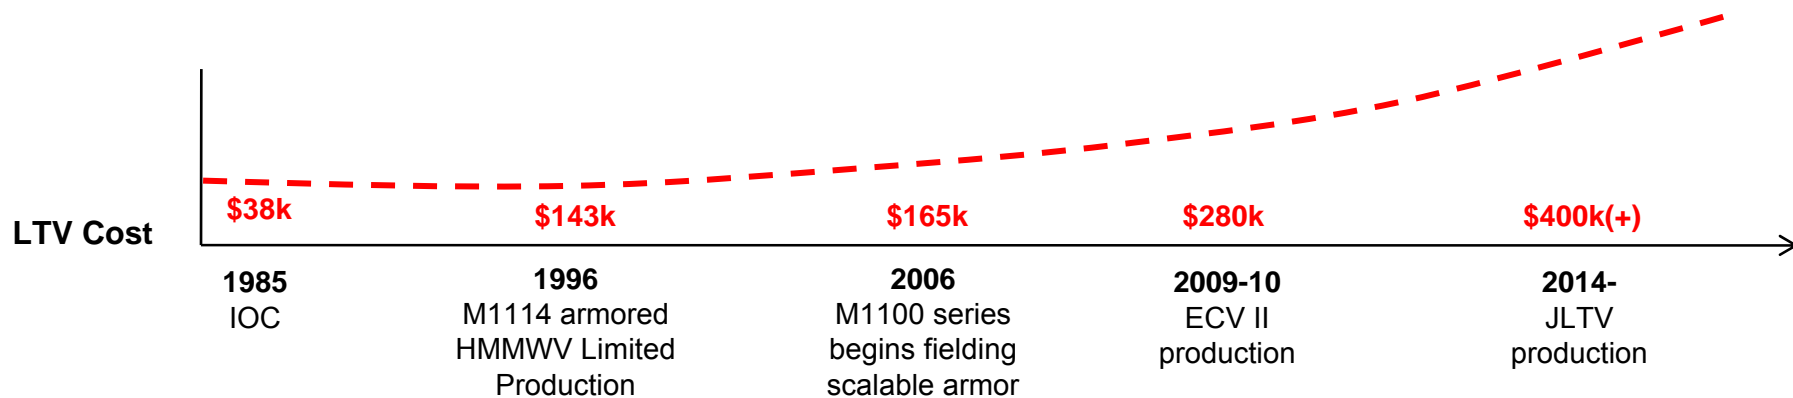 LTV Cost
$38k
$143k
$165k
$280k
$400k(+)
1985
IOC
1996
M1114 armored
HMMWV Limited
Production
2006
M1100 series
begins fielding
scalable armor
2009-10
ECV II
production
2014-
JLTV
production